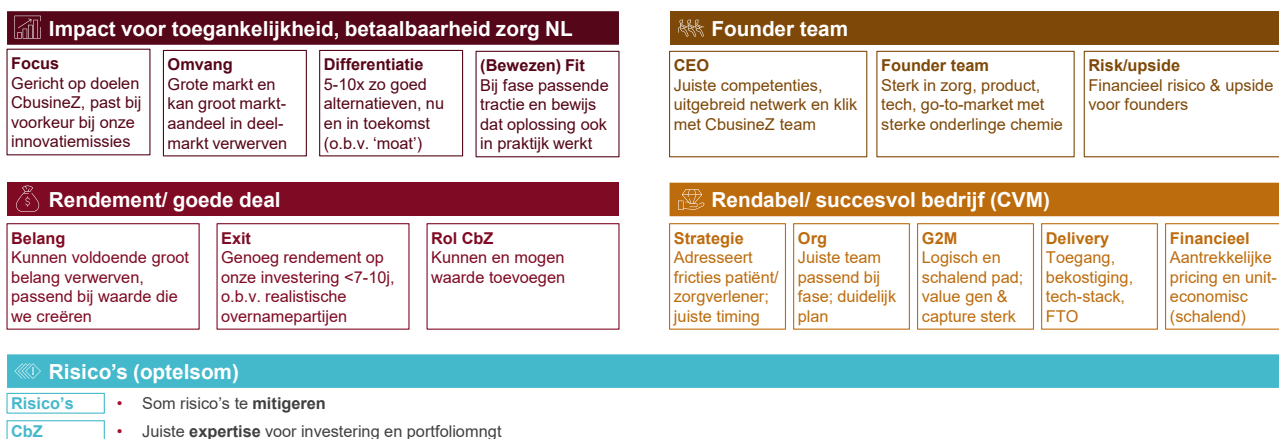 Impact voor toegankelijkheid, betaalbaarheid zorg NL
Focus
Gericht op doelen
CbusineZ, past bij
voorkeur bij onze
innovatiemissies
Omvang
Grote markt en
kan groot markt-
aandeel in deel-
markt verwerven
Differentiatie
5-10x zo goed
alternatieven, nu
en in toekomst
(o.b.v. ‘moat’)
(Bewezen) Fit
Bij fase passende
tractie en bewijs
dat oplossing ook
in praktijk werkt
Founder team
CEO
Juiste competenties,
uitgebreid netwerk en klik
met CbusineZ team
Founder team
Sterk in zorg, product,
tech, go-to-market met
sterke onderlinge chemie
Risk/upside
Financieel risico & upside
voor founders
Rendement/ goede deal
Belang
Kunnen voldoende groot
belang verwerven,
passend bij waarde die
we creëren
Exit
Genoeg rendement op
onze investering <7-10j,
o.b.v. realistische
overnamepartijen
Rol CbZ
Kunnen en mogen
waarde toevoegen
Rendabel/ succesvol bedrijf (CVM)
Strategie
Adresseert
fricties patiënt/
zorgverlener;
juiste timing
Org
Juiste team
passend bij
fase; duidelijk
plan
G2M
Logisch en
schalend pad;
value gen &
capture sterk
Delivery
Toegang,
bekostiging,
tech-stack,
FTO
Financieel
Aantrekkelijke
pricing en unit-
economisc
(schalend)
Risico’s (optelsom)
Risico’s
• Som risico’s te mitigeren
CbZ
• Juiste expertise voor investering en portfoliomngt